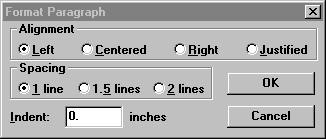 Format Paragraph
Alignment
Left Centered Right Justified
Spacing
1 line 1.5 lines 2 lines
OK
Indent: 0. inches
Cancel